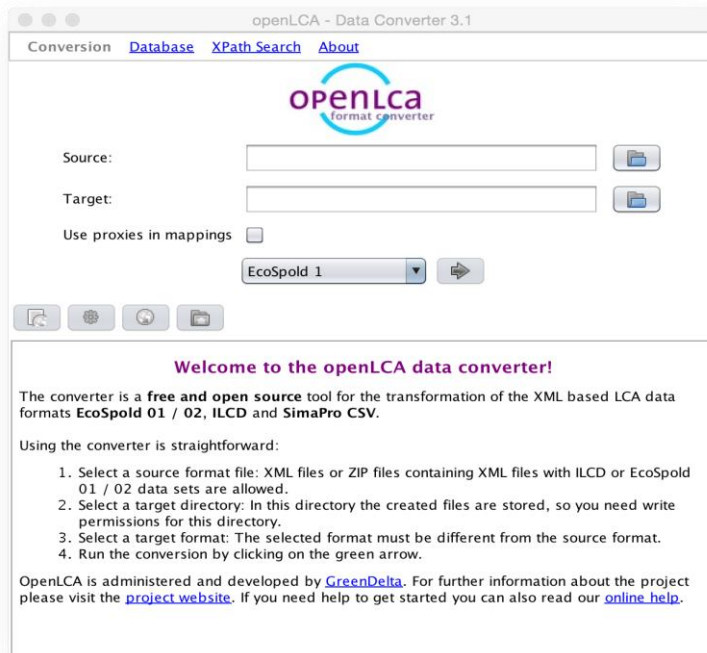 openLCA - Data Converter 3.1
Conversion Database XPath Search About
openLca
format converter
Source:
Target:
Use proxies in mappings
EcoSpold 1
Welcome to the openLCA data converter!
The converter is a free and open source tool for the transformation of the XML based LCA data
formats EcoSpold 01 / 02, ILCD and SimaPro CSV.
Using the converter is straightforward:
1. Select a source format file: XML files or ZIP files containing XML files with ILCD or EcoSpold
01 / 02 data sets are allowed.
2. Select a target directory: In this directory the created files are stored, so you need write
permissions for this directory.
3. Select a target format: The selected format must be different from the source format.
4. Run the conversion by clicking on the green arrow.
OpenLCA is administered and developed by GreenDelta. For further information about the project
please visit the project website. If you need help to get started you can also read our online help.